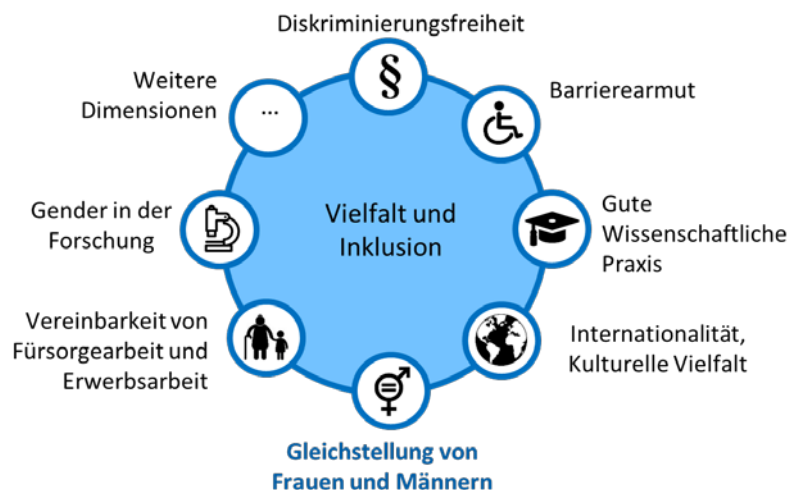 Diskriminierungsfreiheit
§
Weitere
Dimensionen
...
Barrierearmut
Gender in der
Forschung
Vielfalt und
Inklusion
Gute
Wissenschaftliche
Praxis
Vereinbarkeit von
Fürsorgearbeit und
Erwerbsarbeit
Internationalität,
Kulturelle Vielfalt
Gleichstellung von
Frauen und Männern